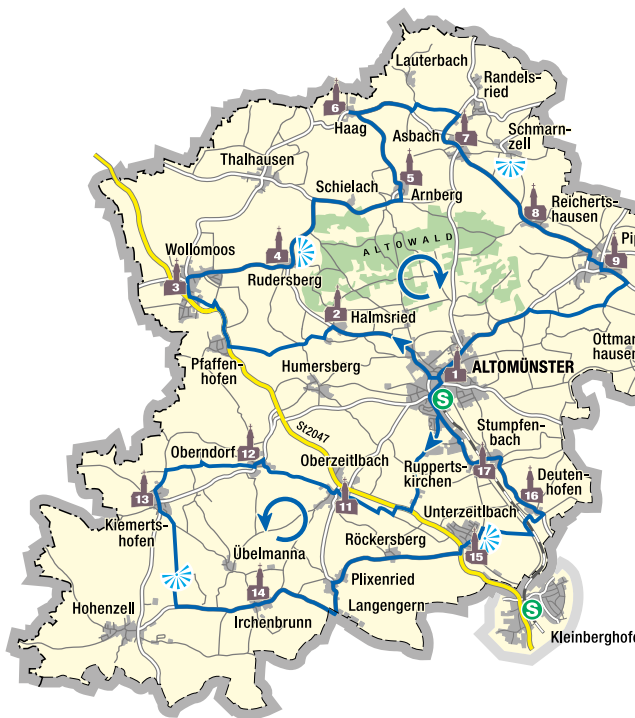 Lauterbach
Randels-
ried
6
Haag
Asbach
7
Schmarn-
zell
Thalhausen
5
Schielach
Arnberg
8
Reicherts-
hausen
Wollomoos
4
ALTOWALD
9
Pip
3
Rudersberg
2
Halmsried
Ottmar
hausen
Pfaffen-
hofen
Humersberg
1
ALTOMÜNSTER
S
St2047
Stumpfen-
bach
Oberndorf
12
Oberzeitlbach
Rupperts-
kirchen
17
Deuten-
hofen
13
11
16
Kiemerts-
hofen
Unterzeitlbach
Übelmanna
Röckersberg
15
14
Plixenried
Hohenzell
Irchenbrunn
Langengern
S
Kleinberghofe